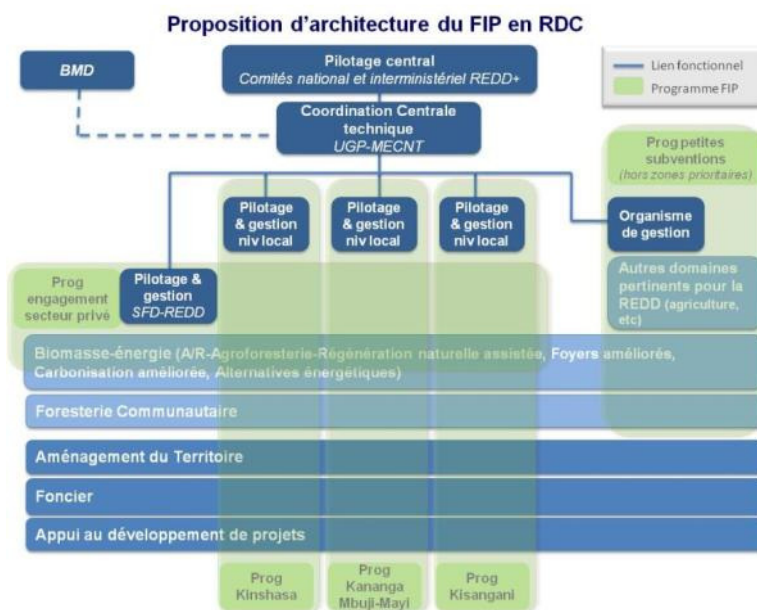 Proposition d'architecture du FIP en RDC
BMD
Pilotage central
Comités national et interministériel REDD+
Lien fonctionnel
Programme FIP
Coordination Centrale
technique
UGP-MECNT
Prog petites
subventions
(hors zones prioritaires)
Pilotage
& gestion
niv local
Pilotage
& gestion
niv local
Pilotage
& gestion
niv local
Organisme
de gestion
Prog
engagement
secteur privé
Pilotage &
gestion
SFD-REDD
Autres domaines
pertinents pour la
REDD (agriculture,
etc)
Biomasse-énergie (A/R-Agroforesterie-Régénération naturelle assistée, Foyers améliorés,
Carbonisation améliorée, Alternatives énergétiques)
Foresterie Communautaire
Aménagement du Territoire
Foncier
Appui au développement de projets
Prog
Kinshasa
Prog
Kananga
Mbuji-Mayi
Prog
Kisangani